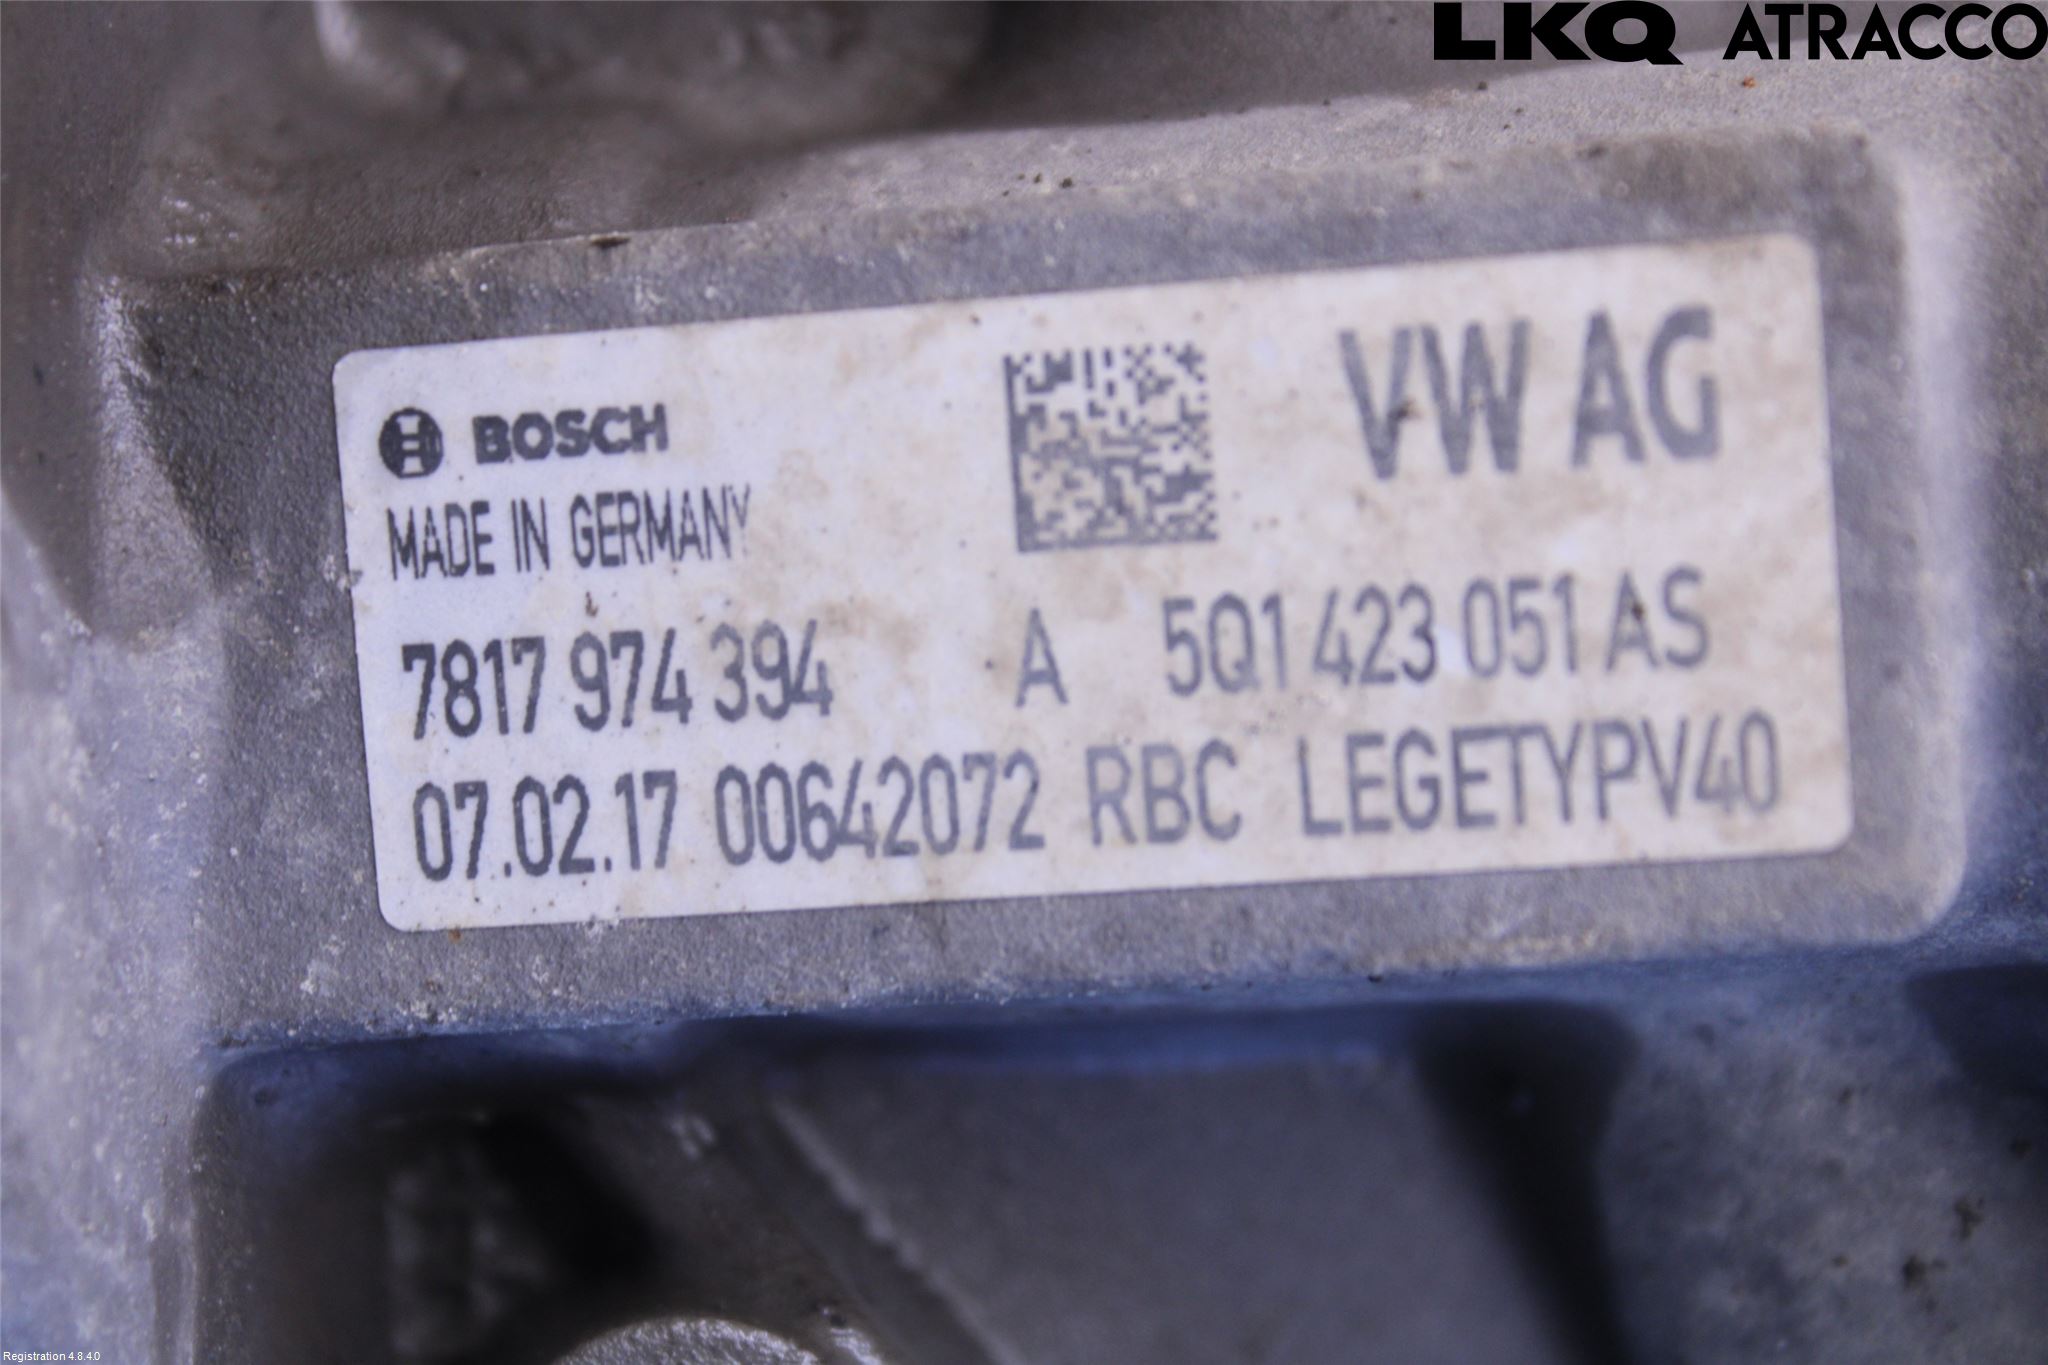 LKQ ATRACCO
BOSCH
VW AG
MADE IN GERMANY
7817 974 394 A 5Q1 423 051 AS
07.02.17 00642072 RBC LEGETYPV40
Registration 4.8.4.0